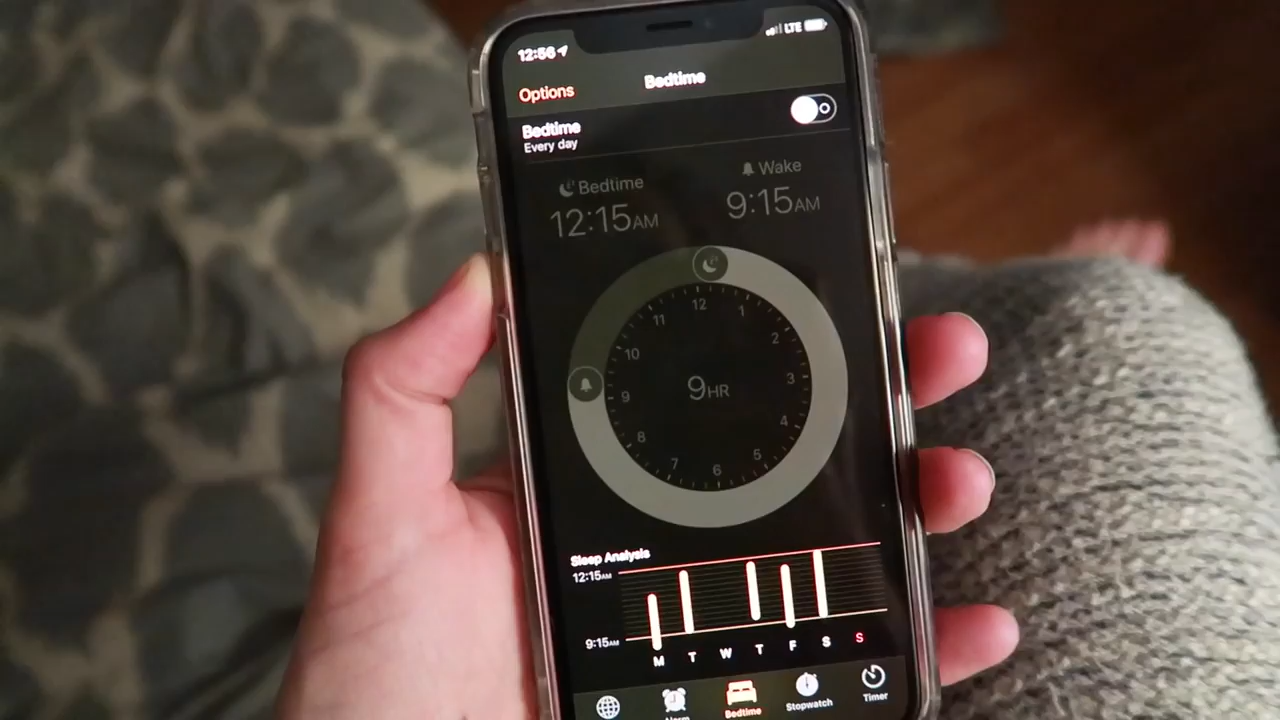 12:56 LTE
Options Bedtime
Bedtime
Every day
Bedtime Wake
12:15AM 9:15AM
12
11 1
10 2
9 9HR 3
8 4
7 5
6
Sleep Analysis
12:15AM
9:15AM
M T W T F S S
Alarm Bedtime Stopwatch Timer